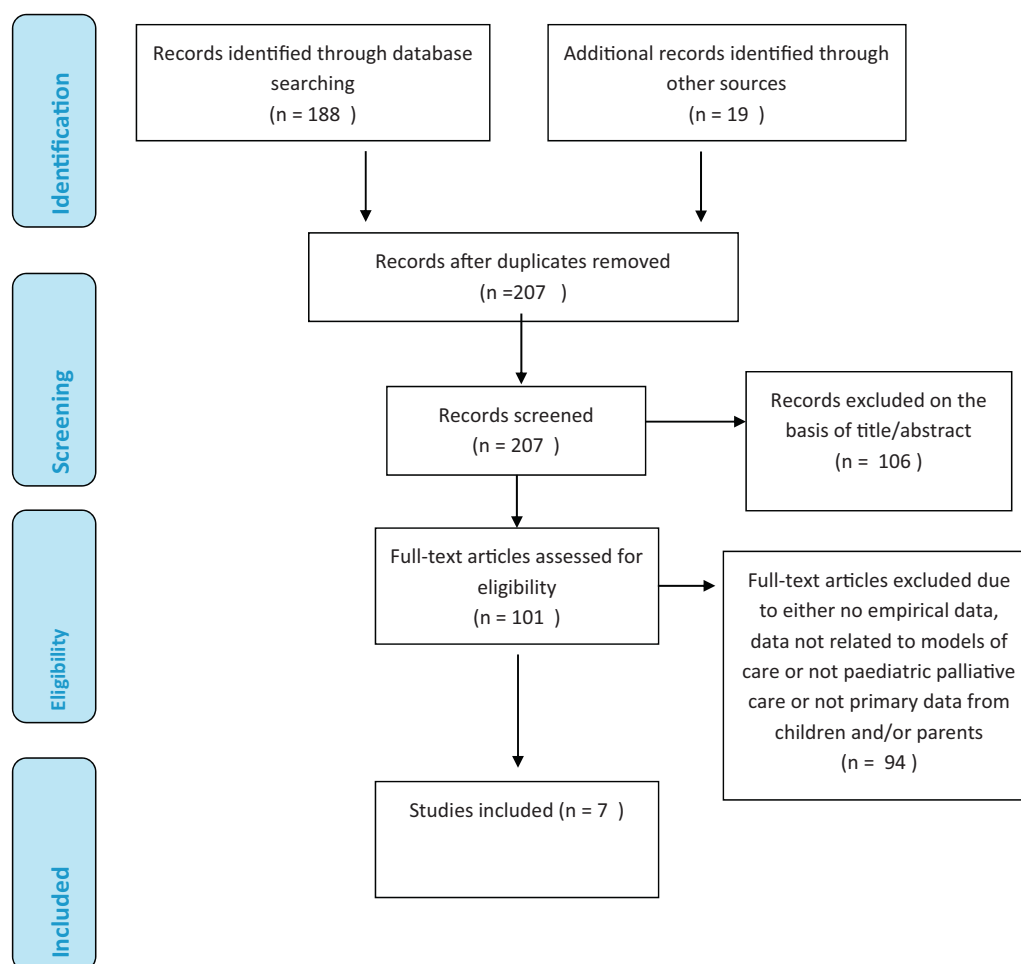 Identification
Records identified through database
searching
(n = 188  )
Additional records identified through
other sources
(n = 19  )
Records after duplicates removed
(n =207  )
Screening
Records screened
(n = 207  )
Records excluded on the
basis of title/abstract
(n =  106 )
Eligibility
Full-text articles assessed for
eligibility
(n = 101  )
Full-text articles excluded due
to either no empirical data,
data not related to models of
care or not paediatric palliative
care or not primary data from
children and/or parents
(n =  94 )
Included
Studies included (n = 7  )